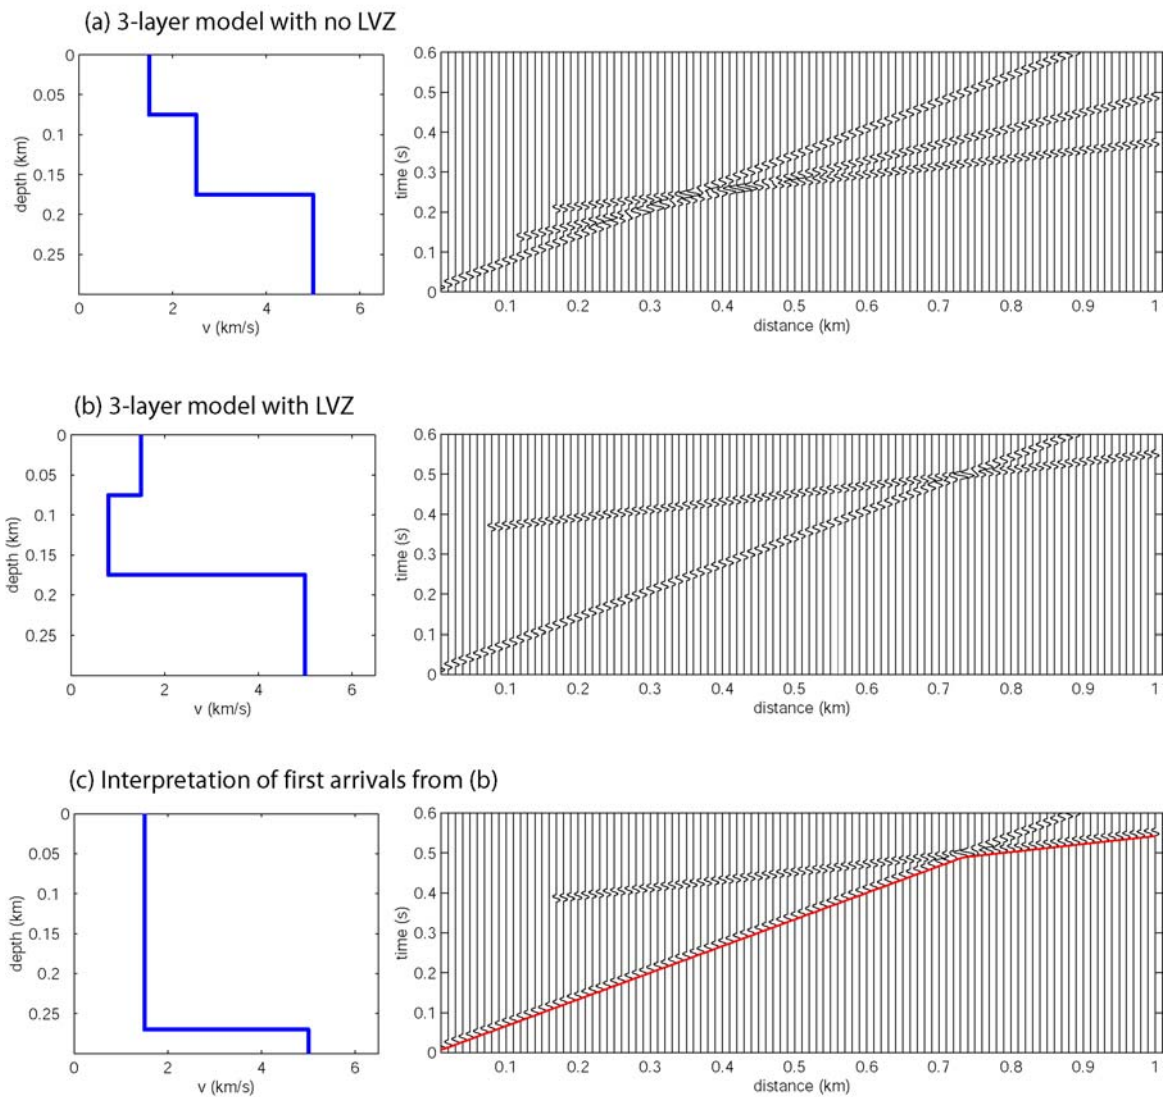 (a) 3-layer model with no LVZ
0
0.05
0.1
0.15
0.2
0.25
depth (km)
0 2 4 6
v (km/s)
0.6
0.5
0.4
0.3
0.2
0.1
0
time (s)
0.1 0.2 0.3 0.4 0.5 0.6 0.7 0.8 0.9 1
distance (km)
(b) 3-layer model with LVZ
0
0.05
0.1
0.15
0.2
0.25
depth (km)
0 2 4 6
v (km/s)
0.6
0.5
0.4
0.3
0.2
0.1
0
time (s)
0.1 0.2 0.3 0.4 0.5 0.6 0.7 0.8 0.9 1
distance (km)
(c) Interpretation of first arrivals from (b)
0
0.05
0.1
0.15
0.2
0.25
depth (km)
0 2 4 6
v (km/s)
0.6
0.5
0.4
0.3
0.2
0.1
0
time (s)
0.1 0.2 0.3 0.4 0.5 0.6 0.7 0.8 0.9 1
distance (km)